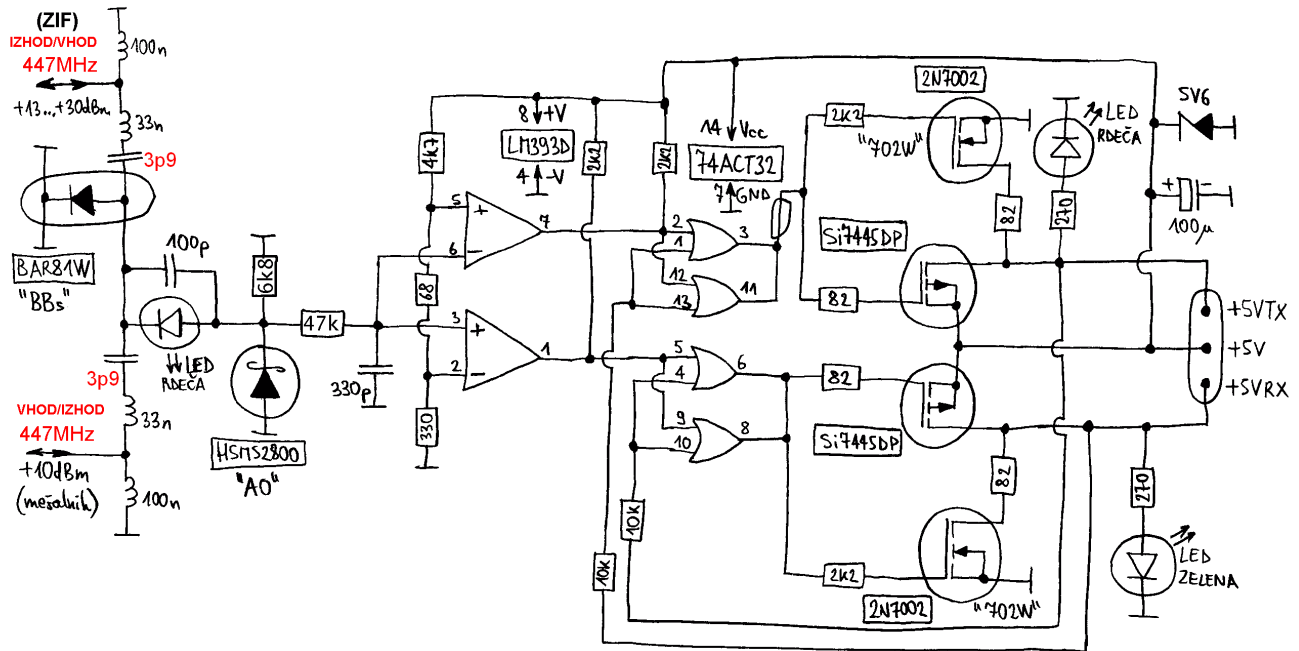 (ZIF)
IZHOD/VHOD
447MHz
+13...+30dBm
100n
33n
3p9
BAR81W
"BBs"
100p
6k8
LED
RDEČA
3p9
VHOD/IZHOD
447MHz
33n
+10dBm
(mešalnik)
100n
HSMS2800
"A0"
47k
330p
4k7
68
330
8 +V
LM393D
4 -V
2k2
2k2
5
+
6
-
7
3
+
2
-
1
14 Vcc
74ACT32
7 GND
2
1
3
12
13
11
5
4
6
9
10
8
10k
10k
2N7002
2k2
"702W"
82
LED
RDEČA
270
5V6
+
-
100µ
Si7445DP
82
82
Si7445DP
+5VTX
+5V
+5VRX
82
2k2
2N7002
"702W"
270
LED
ZELENA